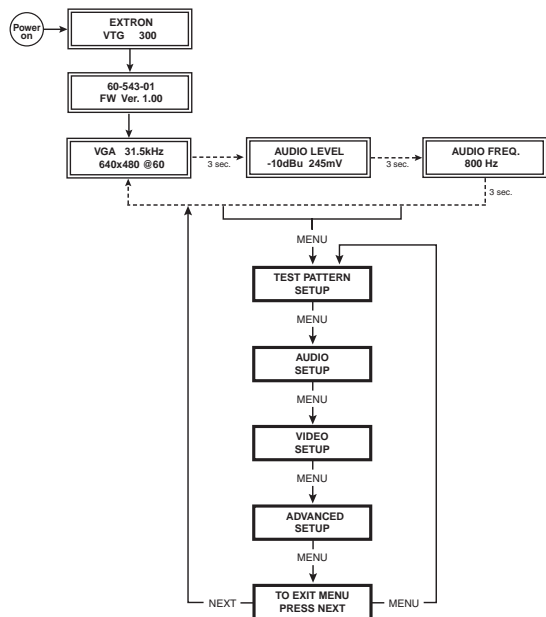 Power
on
EXTRON
VTG 300
60-543-01
FW Ver. 1.00
VGA 31.5kHz
640x480 @60
3 sec.
AUDIO LEVEL
-10dBu 245mV
3 sec.
AUDIO FREQ.
800 Hz
3 sec.
MENU
TEST PATTERN
SETUP
MENU
AUDIO
SETUP
MENU
VIDEO
SETUP
MENU
ADVANCED
SETUP
MENU
NEXT
TO EXIT MENU
PRESS NEXT
MENU